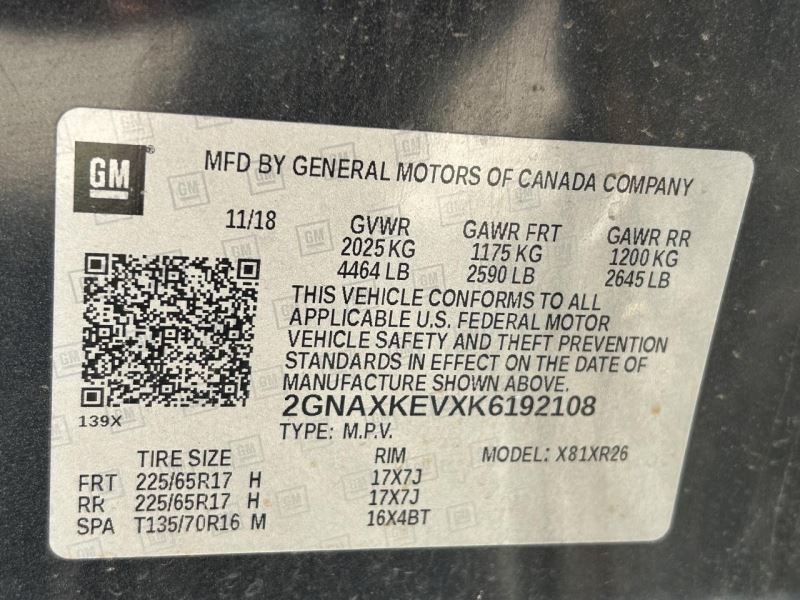 GM
MFD BY GENERAL MOTORS OF CANADA COMPANY
11/18 GVWR GAWR FRT GAWR RR
2025 KG 1175 KG 1200 KG
4464 LB 2590 LB 2645 LB
THIS VEHICLE CONFORMS TO ALL
APPLICABLE U.S. FEDERAL MOTOR
VEHICLE SAFETY AND THEFT PREVENTION
STANDARDS IN EFFECT ON THE DATE OF
MANUFACTURE SHOWN ABOVE.
139X
2GNAXKEVXK6192108
TYPE: M.P.V.
TIRE SIZE RIM MODEL: X81XR26
FRT 225/65R17 H 17X7J
RR 225/65R17 H 17X7J
SPA T135/70R16 M 16X4BT